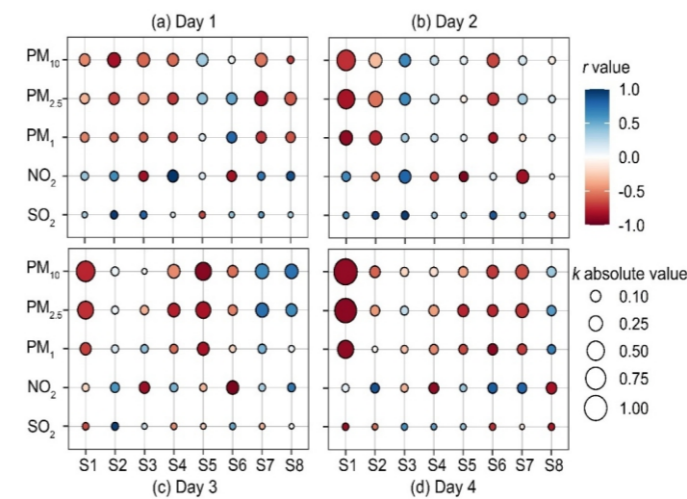 (a) Day 1
(b) Day 2
PM10
PM2.5
PM1
NO2
SO2
r value
1.0
0.5
0.0
-0.5
-1.0
PM10
PM2.5
PM1
NO2
SO2
k absolute value
0.10
0.25
0.50
0.75
1.00
S1 S2 S3 S4 S5 S6 S7 S8
S1 S2 S3 S4 S5 S6 S7 S8
(c) Day 3
(d) Day 4